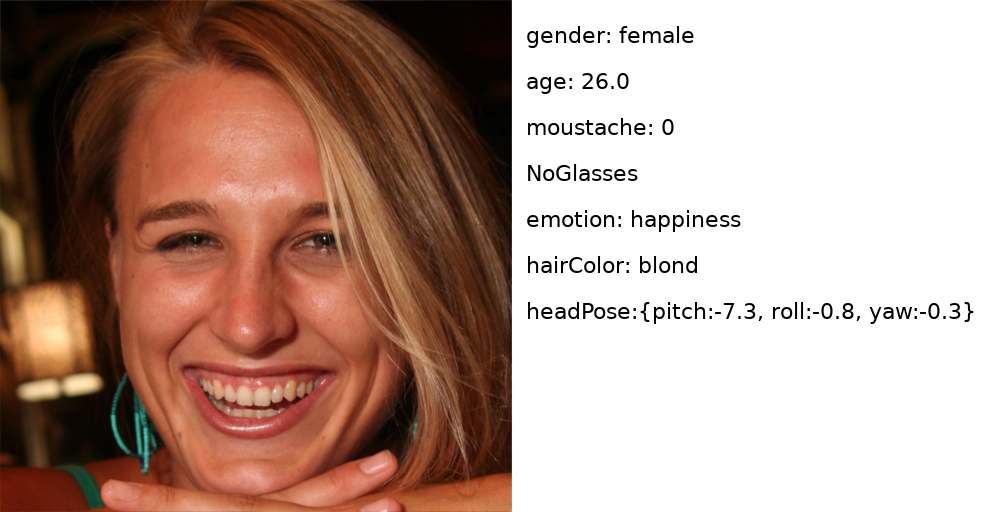 gender: female
age: 26.0
moustache: 0
NoGlasses
emotion: happiness
hairColor: blond
headPose:{pitch:-7.3, roll:-0.8, yaw:-0.3}